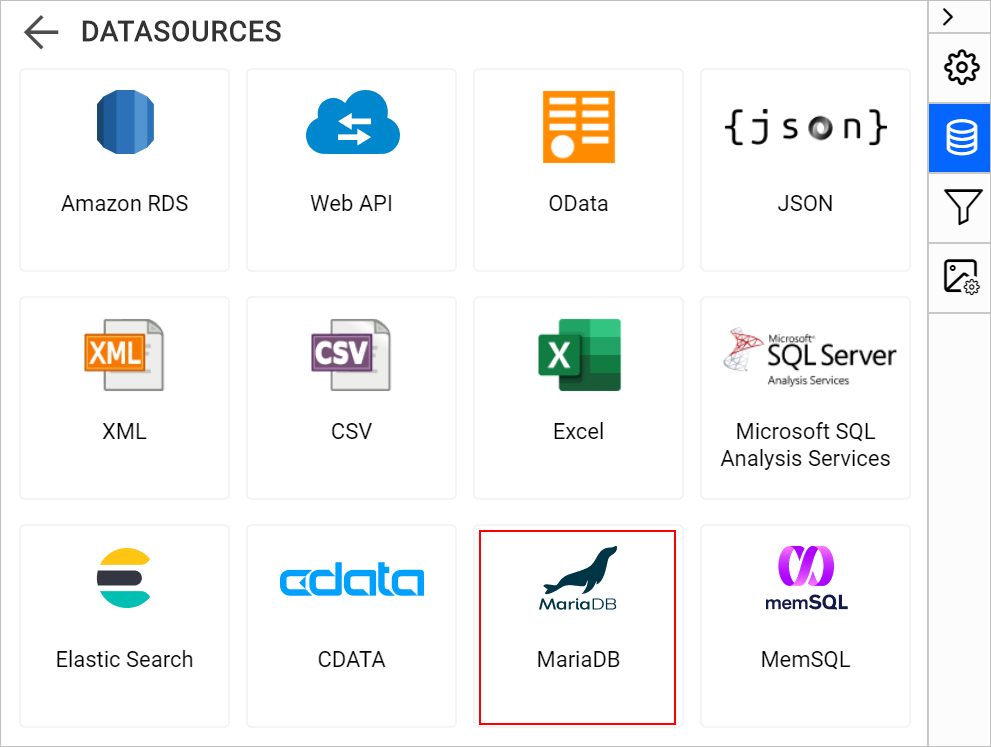 DATASOURCES
Amazon RDS
Web API
OData
{json}
JSON
XML
XML
CSV
CSV
X
Excel
Microsoft®
SQL Server
Analysis Services
Microsoft SQL
Analysis Services
Elastic Search
cdata
CDATA
MariaDB
MariaDB
memSQL
MemSQL